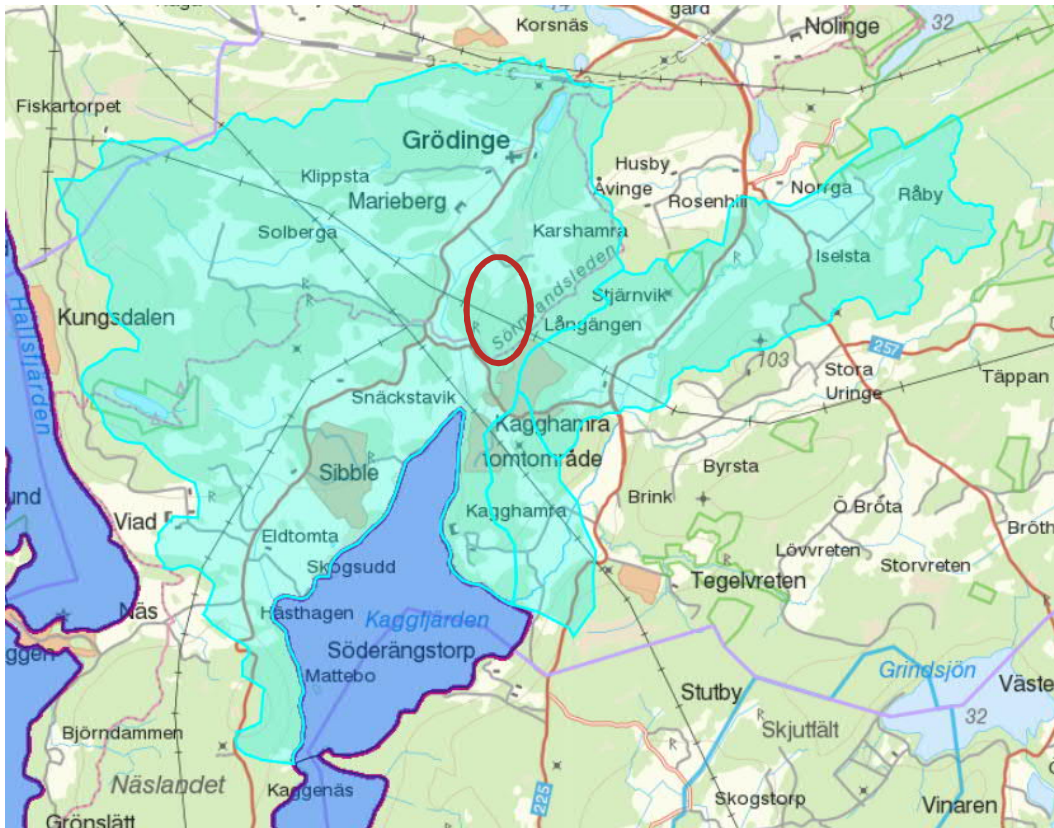 Korsnäs
gård
Nolinge
32
Fiskartorpet
Grödinge
Husby
Klippsta
Åvinge
Norrga
Råby
Marieberg
Rosenhill
Solberga
Karshamra
Iselsta
Sörmlandsleden
Stjärnvik
Hallsfjärden
Kungsdalen
Långängen
103
257
Stora
Uringe
Täppan
Snäckstavik
Kagghamra
tomtområde
Sibble
Byrsta
Brink
Ö Bröta
Bröth
und
Viad
Kagghamra
Eldtomta
Lövvreten
Storvreten
Skogsudd
Tegelvreten
Näs
Hästhagen
Kaggfjärden
ggen
Söderängstorp
Grindsjön
Mattebo
Stutby
Väste
32
Björndammen
Skjutfält
Näslandet
Kaggenäs
225
Skogstorp
Vinaren
Grönslätt